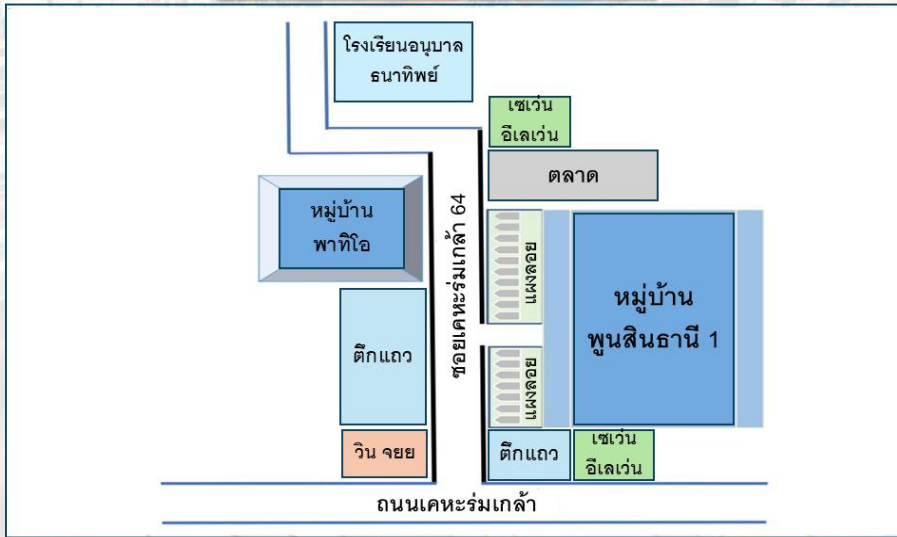 โรงเรียนอนุบาล
ธนาทิพย์
เซเว่น
อีเลเว่น
ตลาด
หมู่บ้าน
พาทิโอ
ซอยเคหะร่มเกล้า 64
แผงลอย
หมู่บ้าน
พูนสินธานี 1
ตึกแถว
แผงลอย
วิน จยย
ตึกแถว
เซเว่น
อีเลเว่น
ถนนเคหะร่มเกล้า